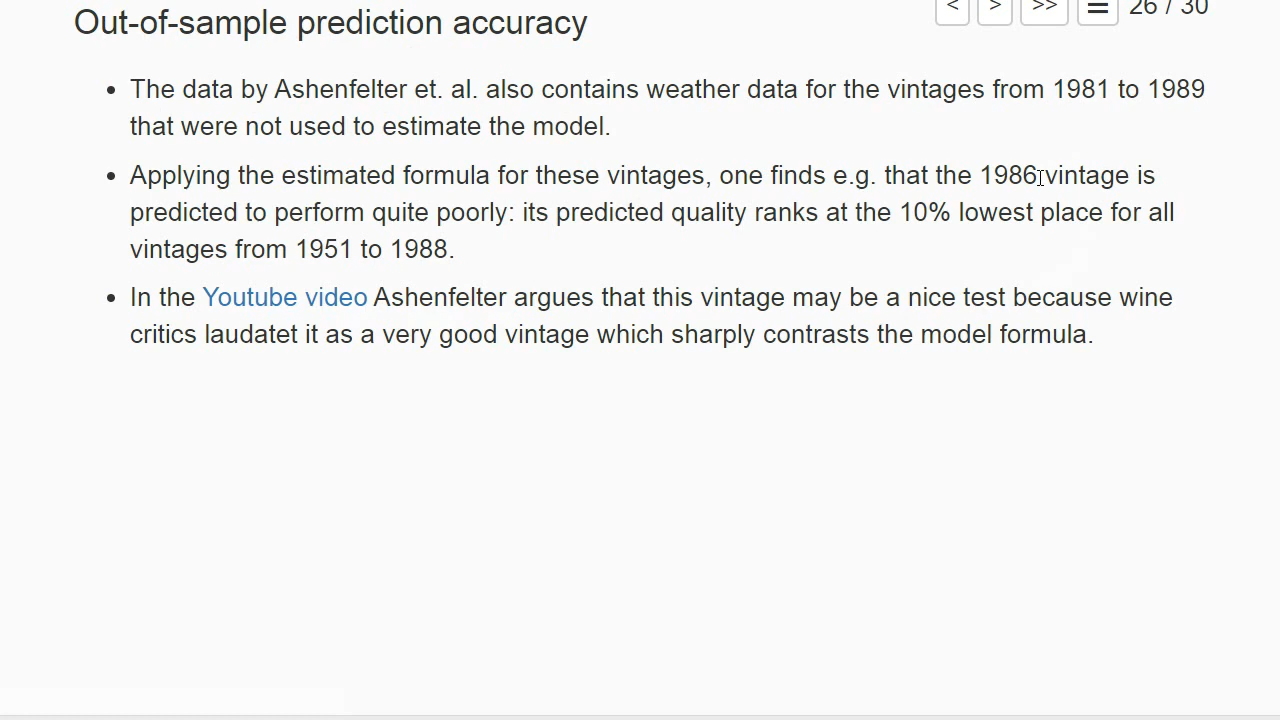 Out-of-sample prediction accuracy
< > >> ☰ 26 / 30
• The data by Ashenfelter et. al. also contains weather data for the vintages from 1981 to 1989
that were not used to estimate the model.
• Applying the estimated formula for these vintages, one finds e.g. that the 1986 vintage is
predicted to perform quite poorly: its predicted quality ranks at the 10% lowest place for all
vintages from 1951 to 1988.
• In the Youtube video Ashenfelter argues that this vintage may be a nice test because wine
critics laudatet it as a very good vintage which sharply contrasts the model formula.